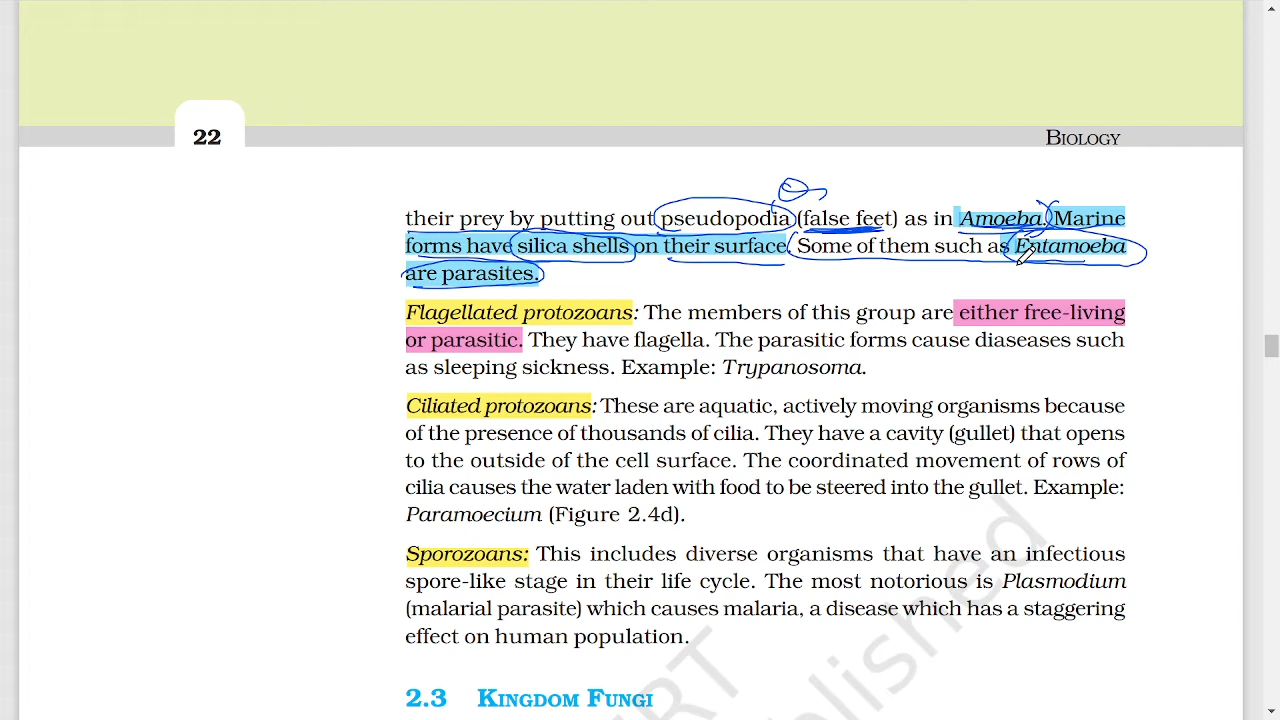 22
BIOLOGY
their prey by putting out pseudopodia (false feet) as in Amoeba. Marine
forms have silica shells on their surface. Some of them such as Entamoeba
are parasites.
Flagellated protozoans: The members of this group are either free-living
or parasitic. They have flagella. The parasitic forms cause diaseases such
as sleeping sickness. Example: Trypanosoma.
Ciliated protozoans: These are aquatic, actively moving organisms because
of the presence of thousands of cilia. They have a cavity (gullet) that opens
to the outside of the cell surface. The coordinated movement of rows of
cilia causes the water laden with food to be steered into the gullet. Example:
Paramoecium (Figure 2.4d).
Sporozoans: This includes diverse organisms that have an infectious
spore-like stage in their life cycle. The most notorious is Plasmodium
(malarial parasite) which causes malaria, a disease which has a staggering
effect on human population.
2.3 KINGDOM FUNGI